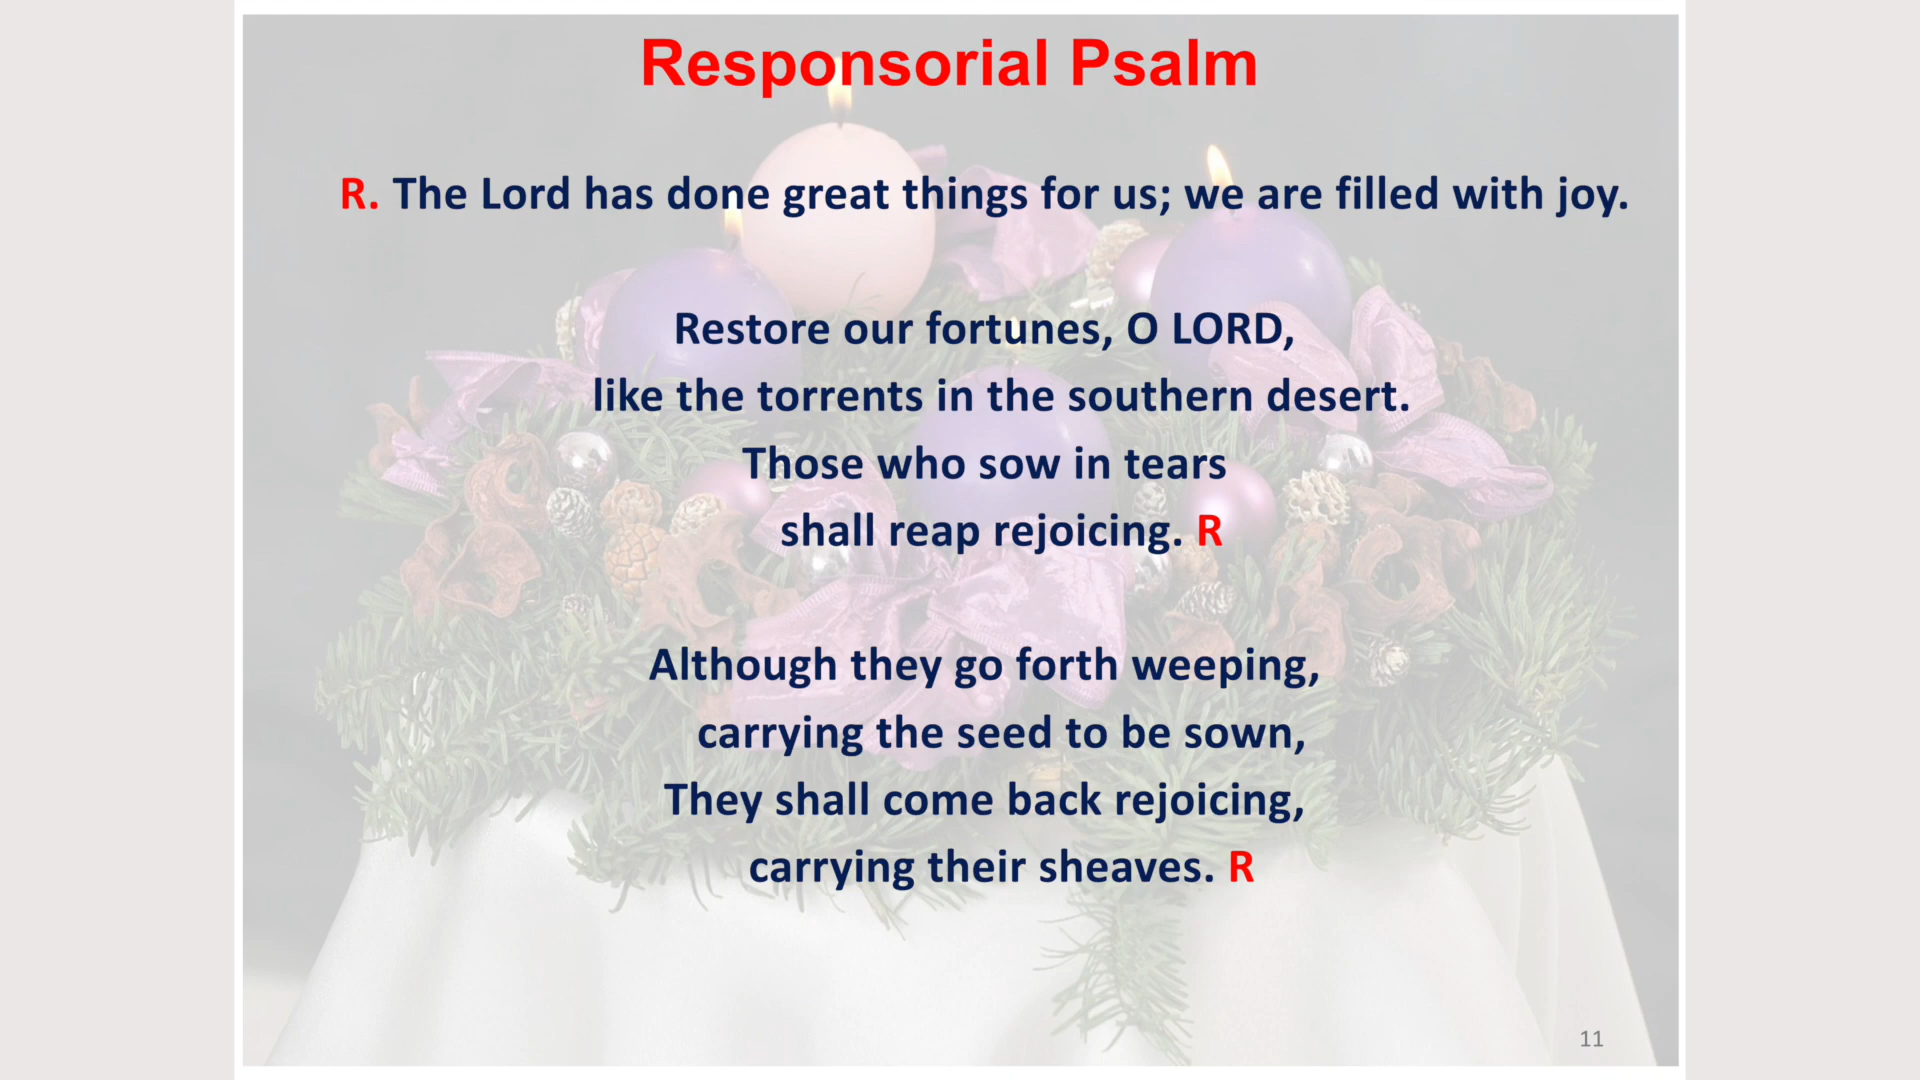 Responsorial Psalm
R. The Lord has done great things for us; we are filled with joy.
Restore our fortunes, O LORD,
like the torrents in the southern desert.
Those who sow in tears
shall reap rejoicing. R
Although they go forth weeping,
carrying the seed to be sown,
They shall come back rejoicing,
carrying their sheaves. R
11